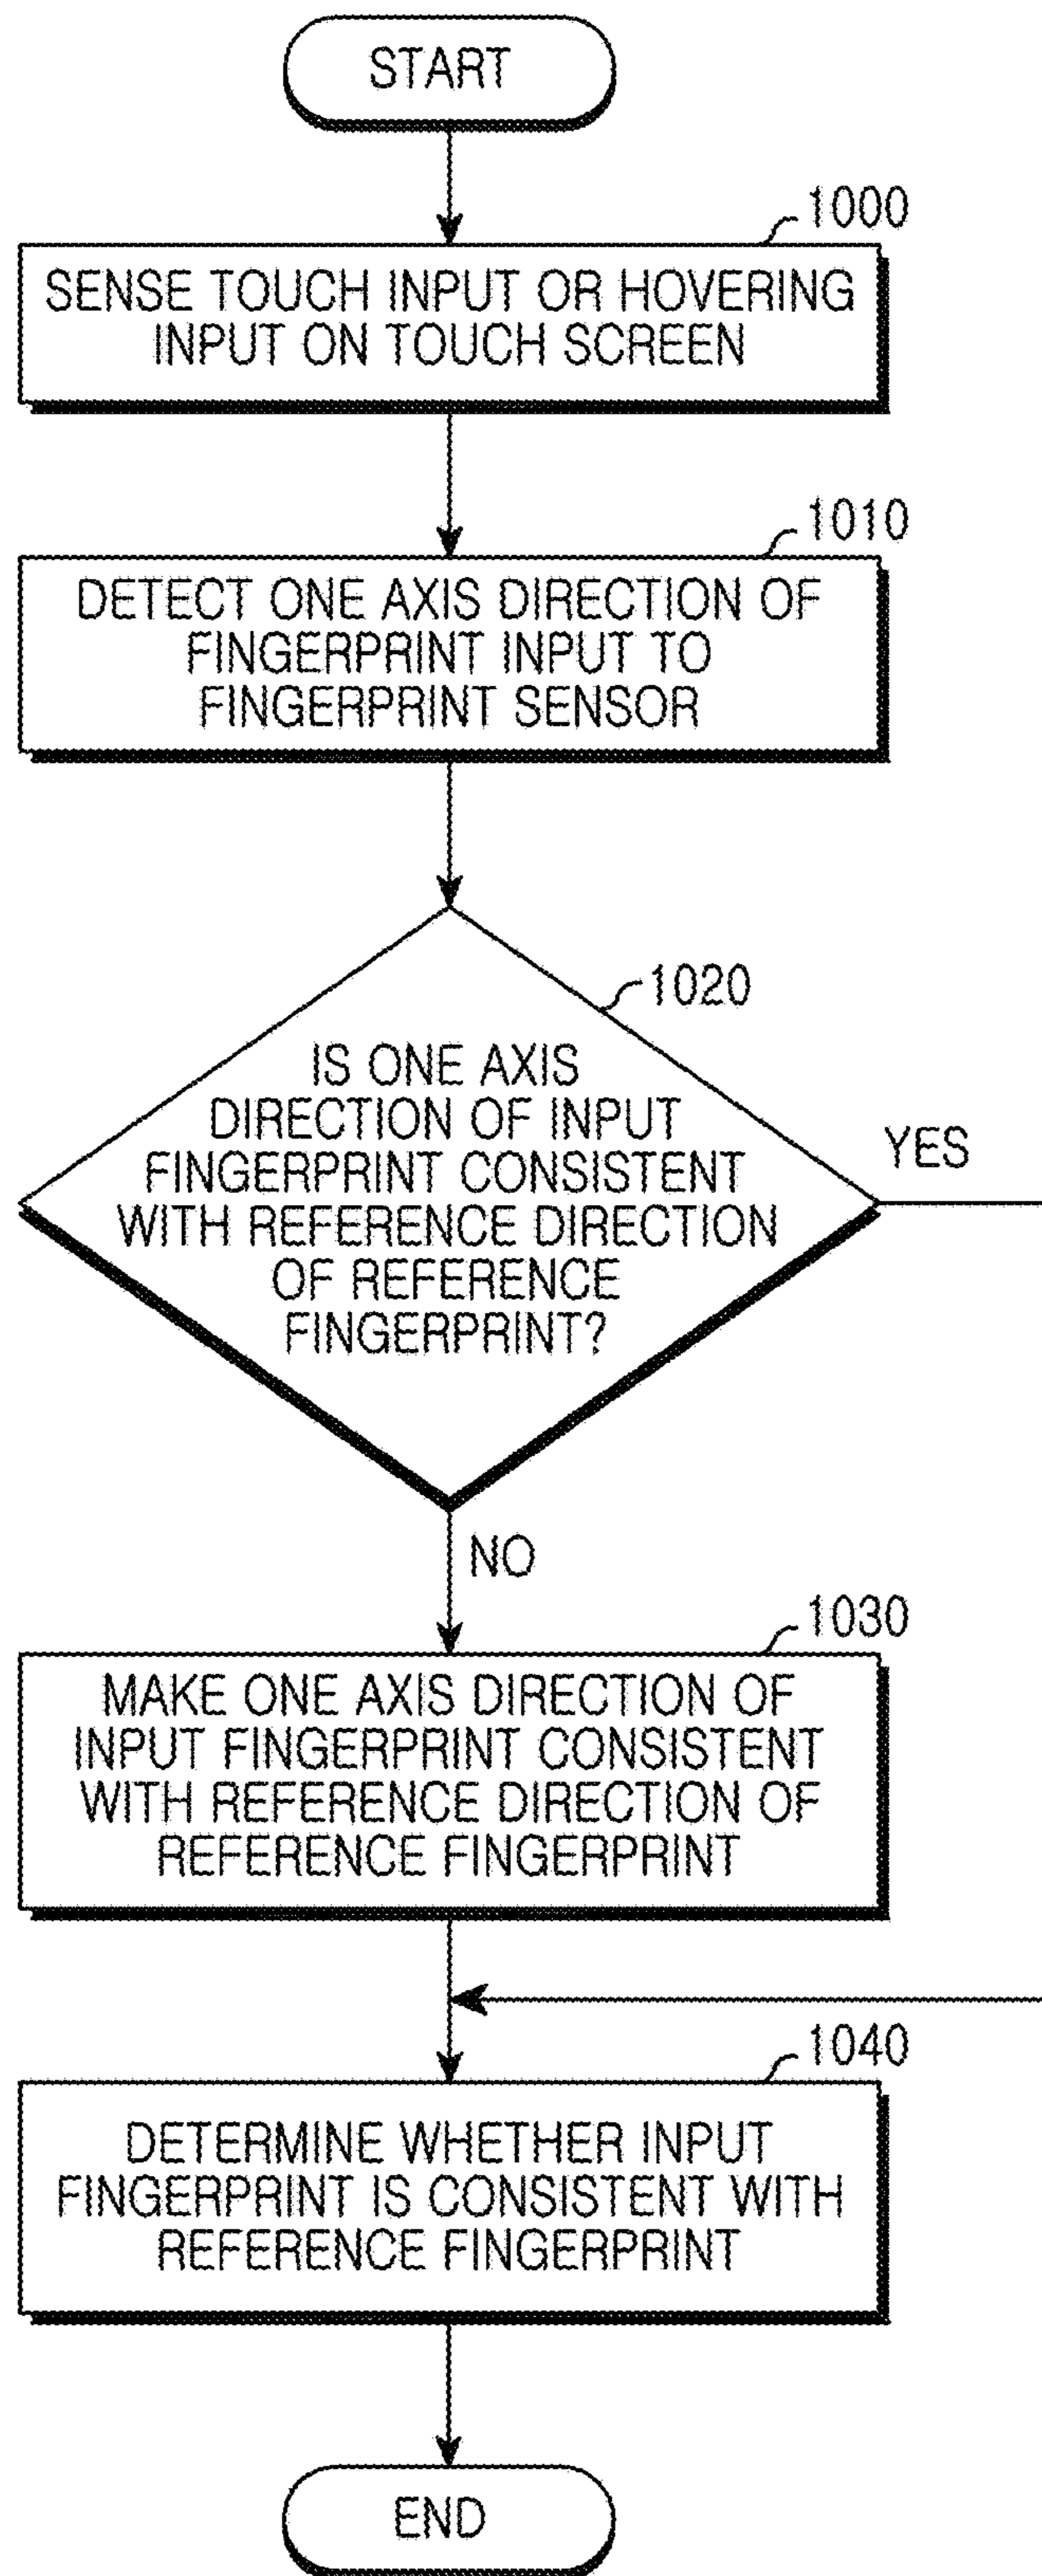 START
1000
SENSE TOUCH INPUT OR HOVERING
INPUT ON TOUCH SCREEN
1010
DETECT ONE AXIS DIRECTION OF
FINGERPRINT INPUT TO
FINGERPRINT SENSOR
1020
IS ONE AXIS
DIRECTION OF INPUT
FINGERPRINT CONSISTENT
WITH REFERENCE DIRECTION
OF REFERENCE
FINGERPRINT?
YES
NO
1030
MAKE ONE AXIS DIRECTION OF
INPUT FINGERPRINT CONSISTENT
WITH REFERENCE DIRECTION OF
REFERENCE FINGERPRINT
1040
DETERMINE WHETHER INPUT
FINGERPRINT IS CONSISTENT WITH
REFERENCE FINGERPRINT
END